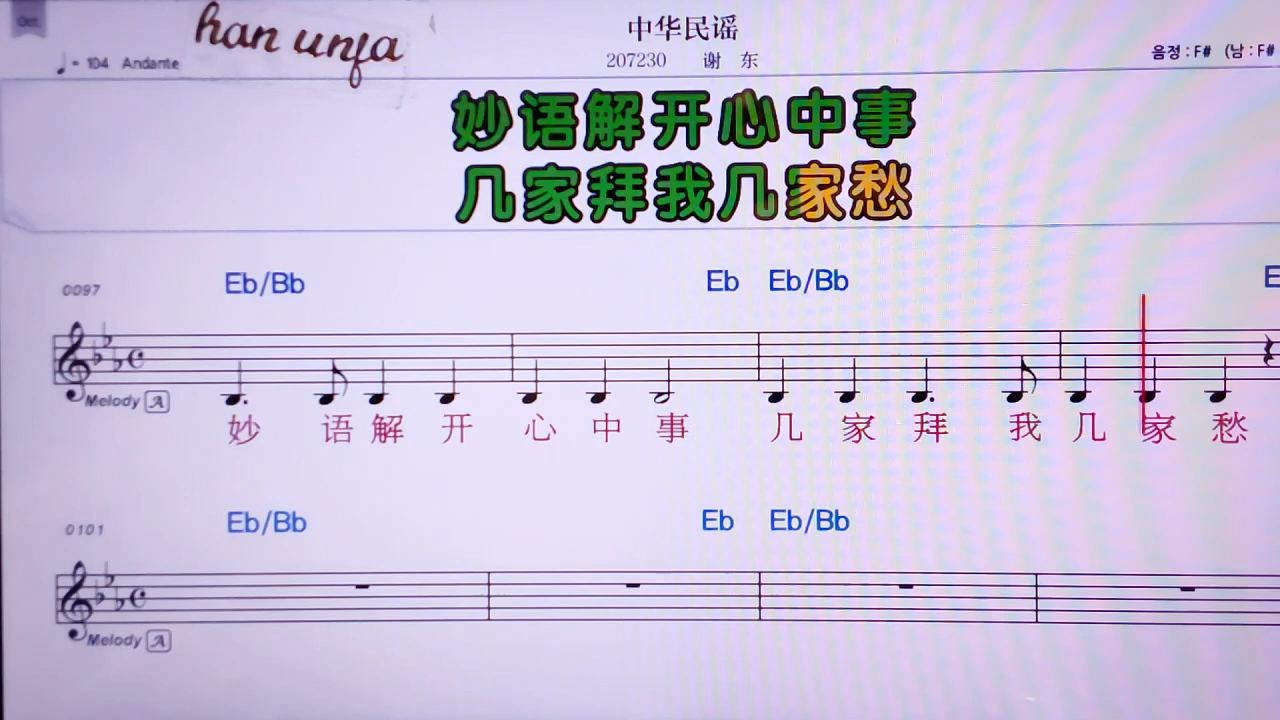 han unfa
中华民谣
♩= 104 Andante
207230 谢 东
음정 : F# (남 : F#
妙语解开心中事
几家拜我几家愁
0097 Eb/Bb Eb Eb/Bb E
Melody A
妙 语 解 开 心 中 事 几 家 拜 我 几 家 愁
0101 Eb/Bb Eb Eb/Bb
Melody A